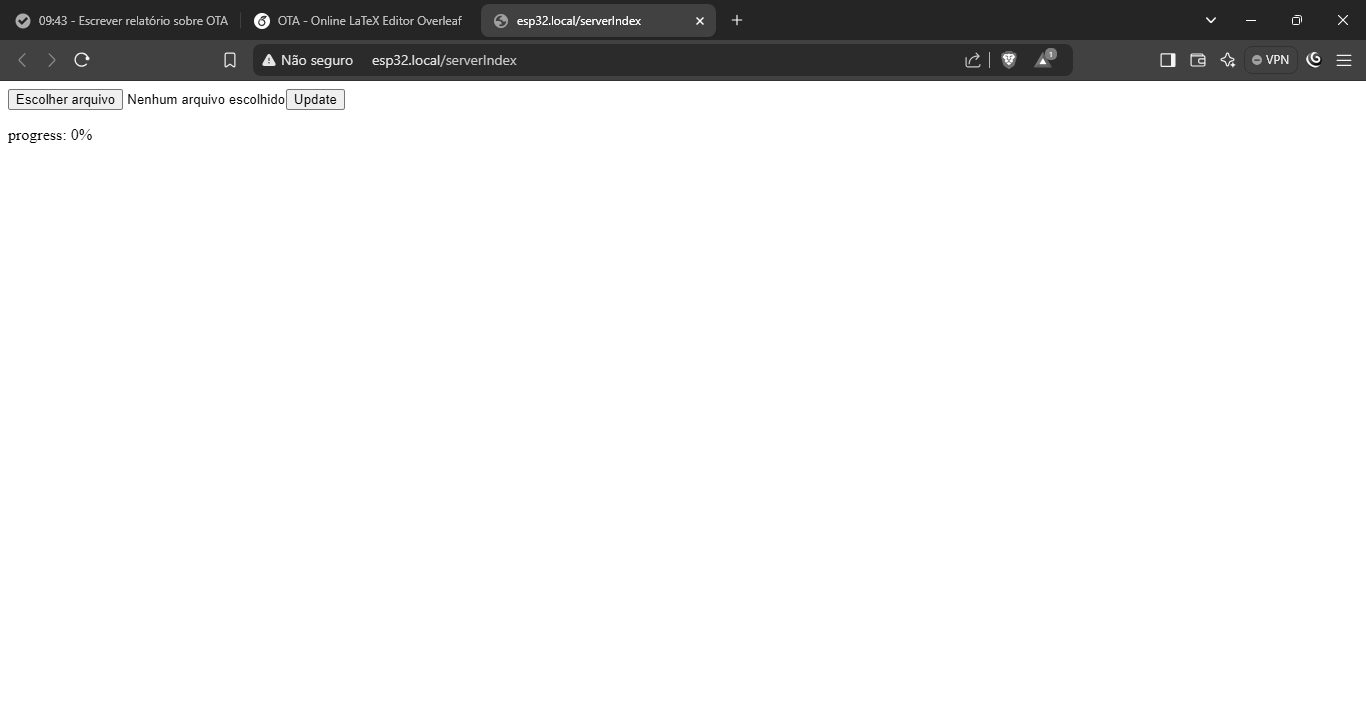 09:43 - Escrever relatório sobre OTA
OTA - Online LaTeX Editor Overleaf
esp32.local/serverIndex
Não seguro esp32.local/serverIndex
1
VPN
Escolher arquivo Nenhum arquivo escolhido Update
progress: 0%